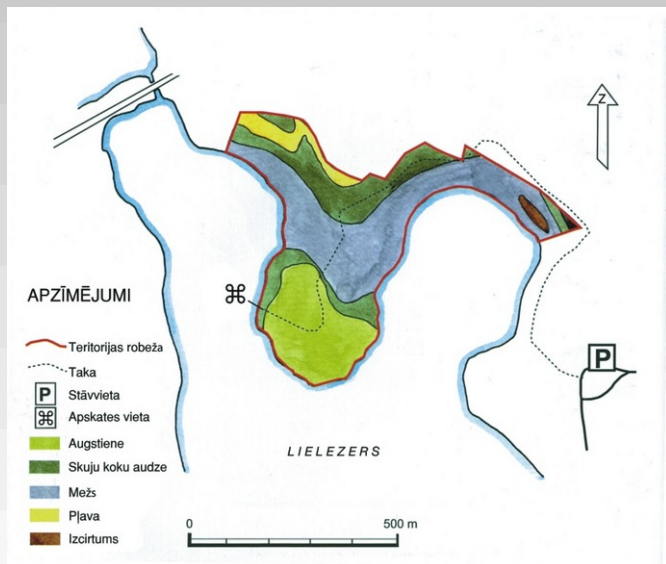 Z
APZĪMĒJUMI
Teritorijas robeža
Taka
P Stāvvieta
⌘ Apskates vieta
Augstiene
Skuju koku audze
Mežs
Pļava
Izcirtums
⌘
P
LIELEZERS
0 500 m